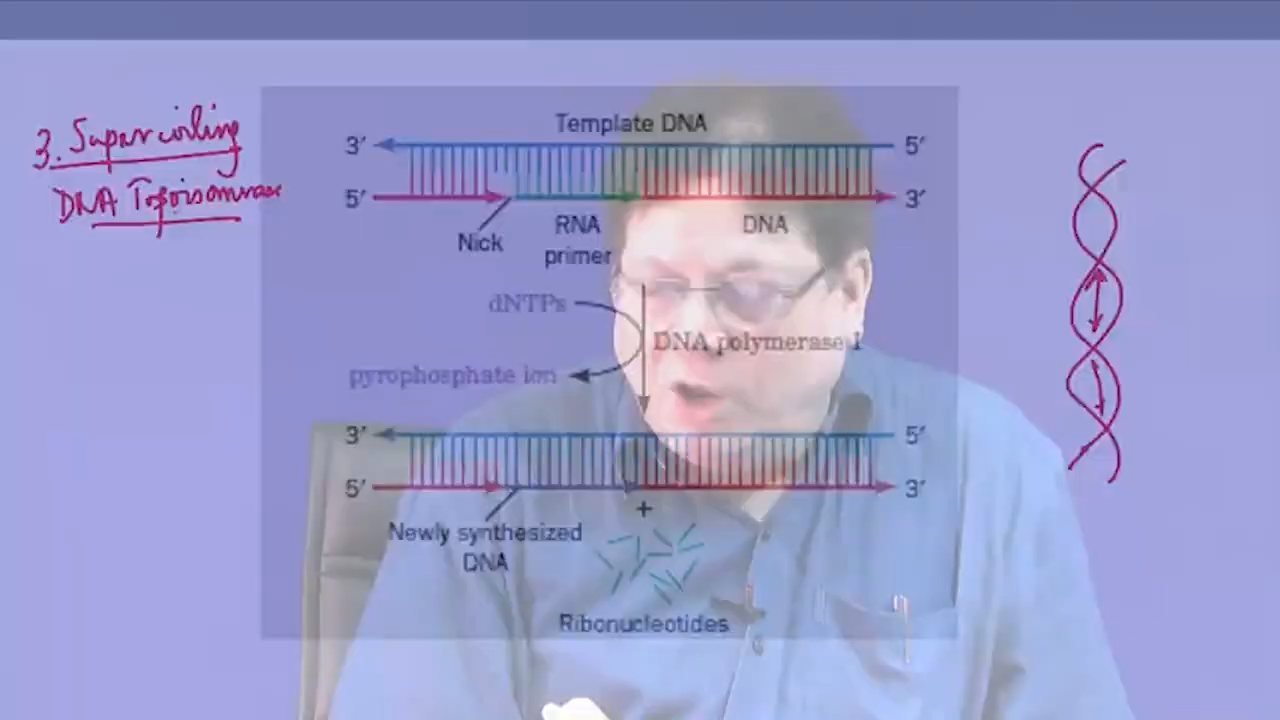 3. Supercoiling
DNA Topoisomerase
Template DNA
3′ 5′
5′ 3′
Nick
RNA
primer
DNA
dNTPs
DNA polymerase I
pyrophosphate ion
3′ 5′
5′ 3′
+
Newly synthesized
DNA
Ribonucleotides